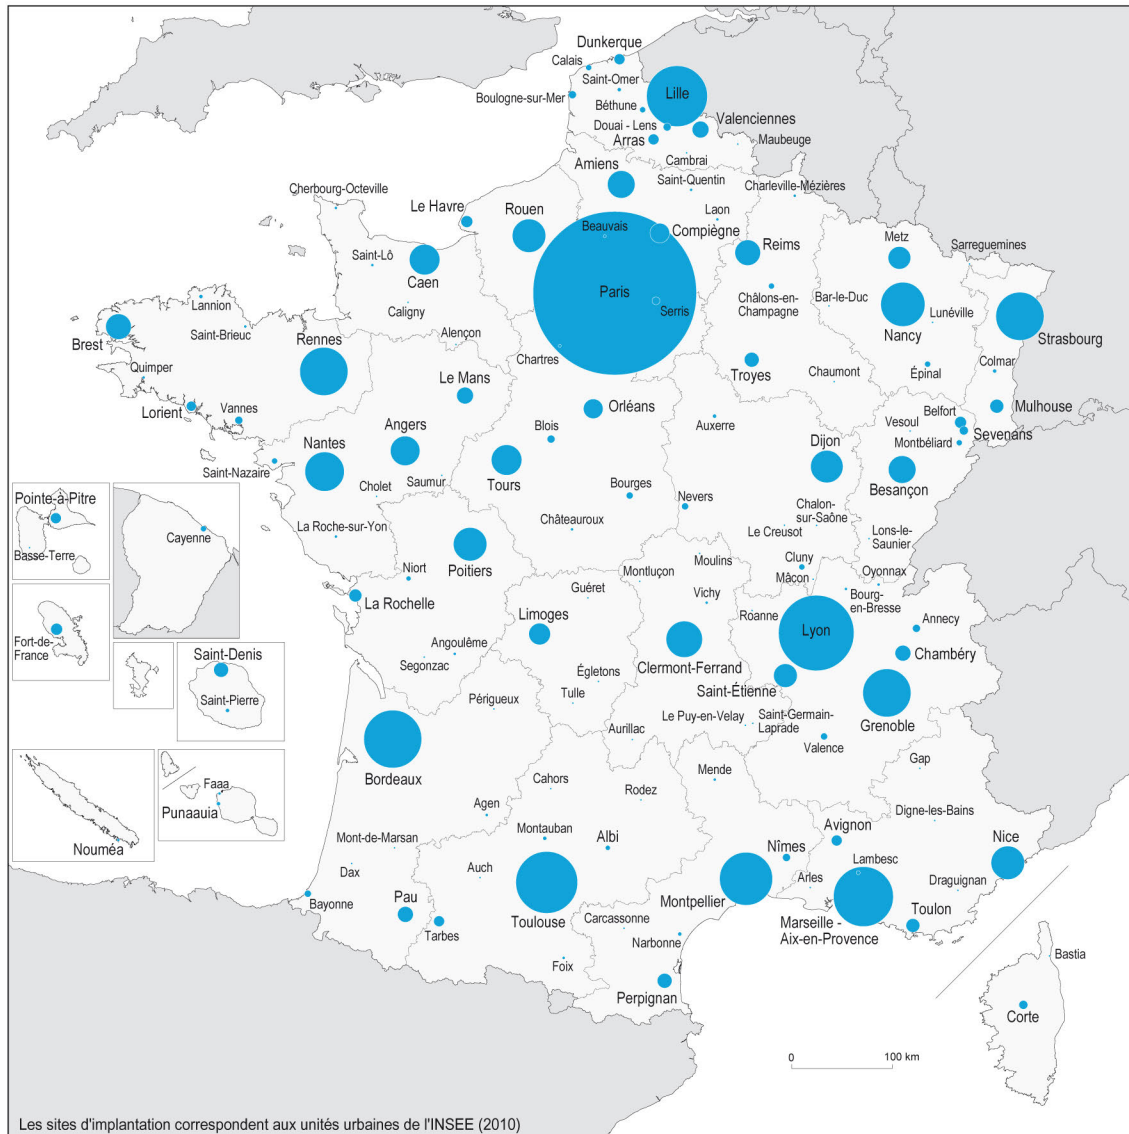 Dunkerque
Calais
Saint-Omer
Boulogne-sur-Mer
Lille
Béthune
Valenciennes
Douai - Lens
Arras
Maubeuge
Cambrai
Amiens
Saint-Quentin
Charleville-Mézières
Cherbourg-Octeville
Le Havre
Rouen
Laon
Beauvais
Compiègne
Reims
Metz
Sarreguemines
Saint-Lô
Caen
Paris
Châlons-en-
Champagne
Bar-le-Duc
Lunéville
Lannion
Caligny
Serris
Nancy
Strasbourg
Saint-Brieuc
Brest
Rennes
Alençon
Chartres
Troyes
Chaumont
Épinal
Colmar
Quimper
Le Mans
Lorient
Vannes
Orléans
Auxerre
Mulhouse
Belfort
Vesoul
Sevenans
Montbéliard
Angers
Blois
Nantes
Dijon
Saint-Nazaire
Cholet
Saumur
Tours
Bourges
Nevers
Besançon
Pointe-à-Pitre
Cayenne
Basse-Terre
La Roche-sur-Yon
Châteauroux
Chalon-
sur-Saône
Le Creusot
Lons-le-
Saunier
Poitiers
Moulins
Cluny
Mâcon
Oyonnax
Niort
Montluçon
Bourg-
en-Bresse
La Rochelle
Guéret
Vichy
Roanne
Limoges
Lyon
Annecy
Fort-de-
France
Saint-Denis
Angoulême
Segonzac
Clermont-Ferrand
Chambéry
Saint-Étienne
Égletons
Tulle
Saint-Pierre
Périgueux
Le Puy-en-Velay
Saint-Germain-
Laprade
Grenoble
Aurillac
Valence
Bordeaux
Gap
Faaa
Punaauia
Cahors
Mende
Rodez
Agen
Nouméa
Mont-de-Marsan
Montauban
Albi
Avignon
Digne-les-Bains
Nîmes
Nice
Dax
Auch
Lambesc
Arles
Draguignan
Bayonne
Pau
Toulouse
Montpellier
Tarbes
Carcassonne
Marseille -
Aix-en-Provence
Toulon
Narbonne
Foix
Perpignan
Bastia
Corte
0
100 km
Les sites d'implantation correspondent aux unités urbaines de l'INSEE (2010)